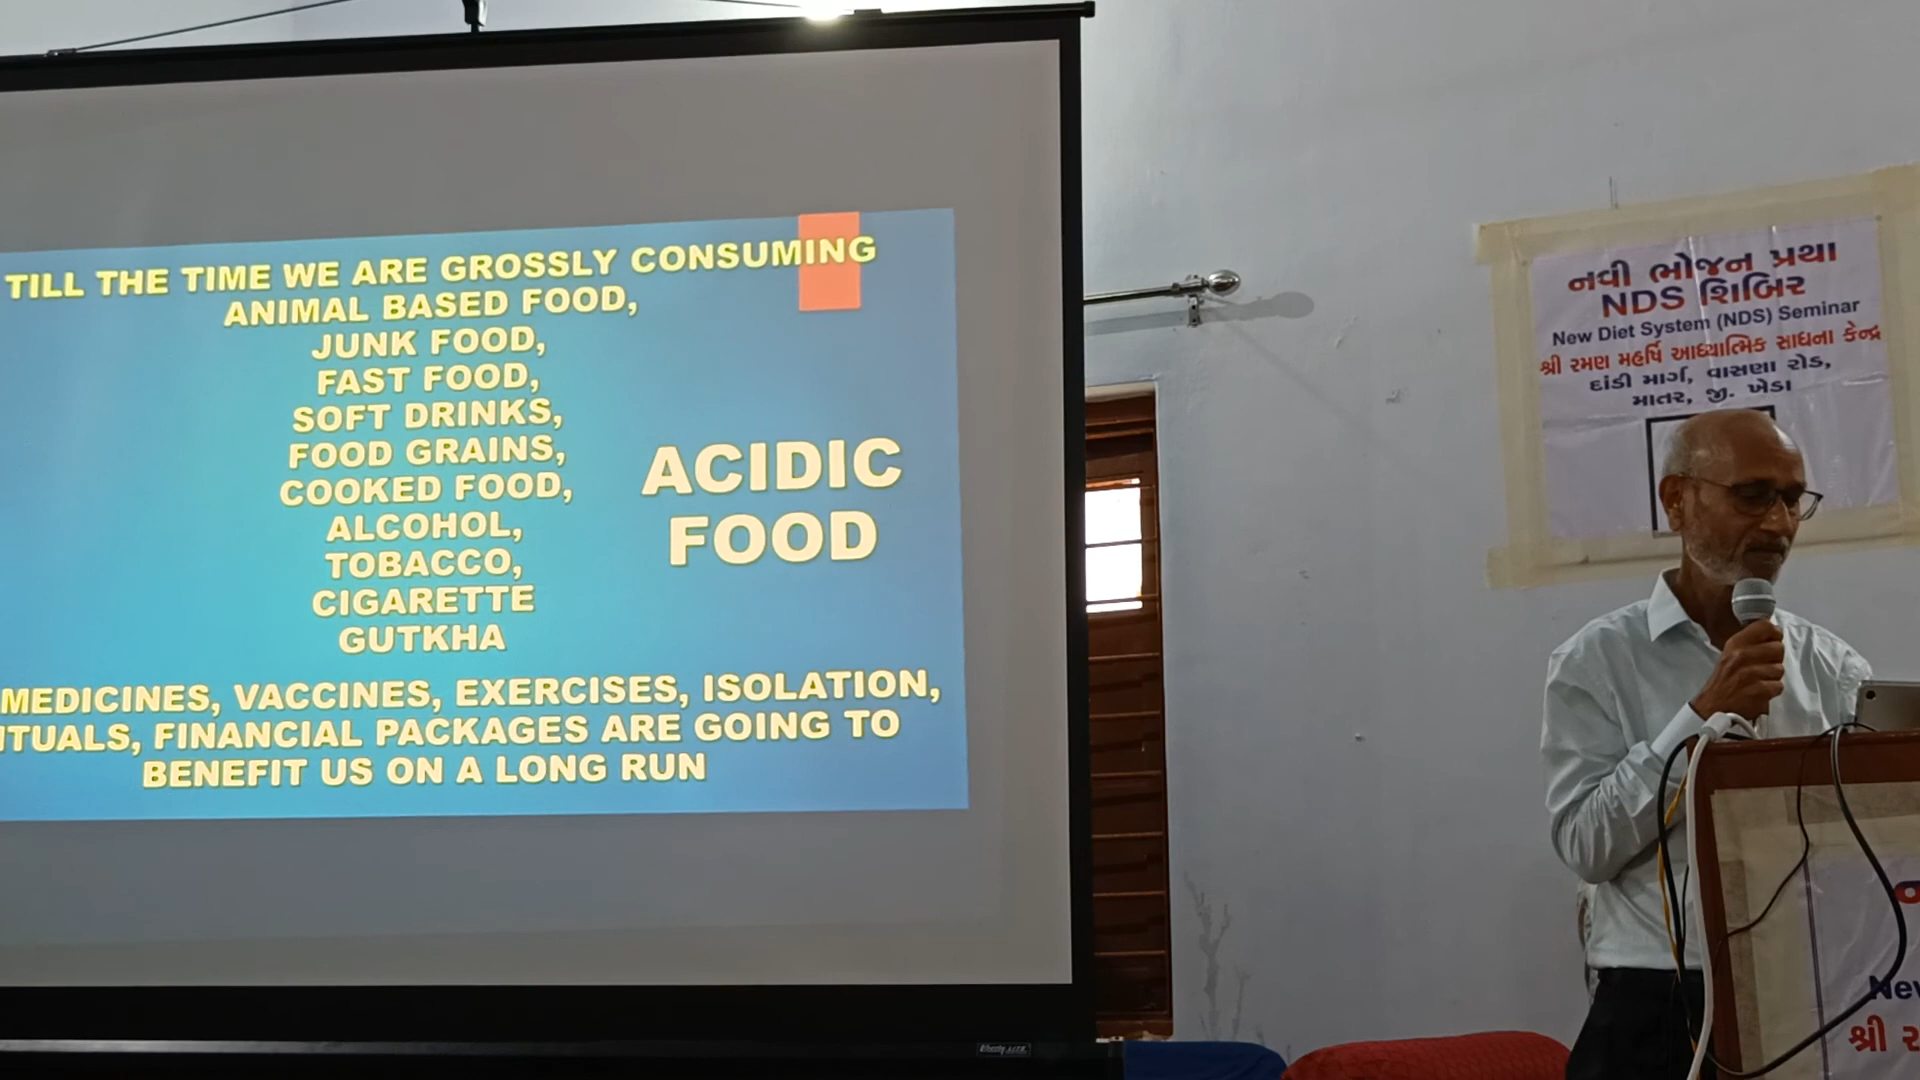 TILL THE TIME WE ARE GROSSLY CONSUMING
ANIMAL BASED FOOD,
JUNK FOOD,
FAST FOOD,
SOFT DRINKS,
FOOD GRAINS,
COOKED FOOD,
ALCOHOL,
TOBACCO,
CIGARETTE
GUTKHA
ACIDIC
FOOD
MEDICINES, VACCINES, EXERCISES, ISOLATION,
ITUALS, FINANCIAL PACKAGES ARE GOING TO
BENEFIT US ON A LONG RUN
નવી ભોજન પ્રથા
NDS શિબિર
New Diet System (NDS) Seminar
શ્રી રમણ મહર્ષિ આધ્યાત્મિક સાધના કેન્દ્ર
દાંડી માર્ગ, વાસણા રોડ,
માતર, જી. ખેડા
New
શ્રી ર